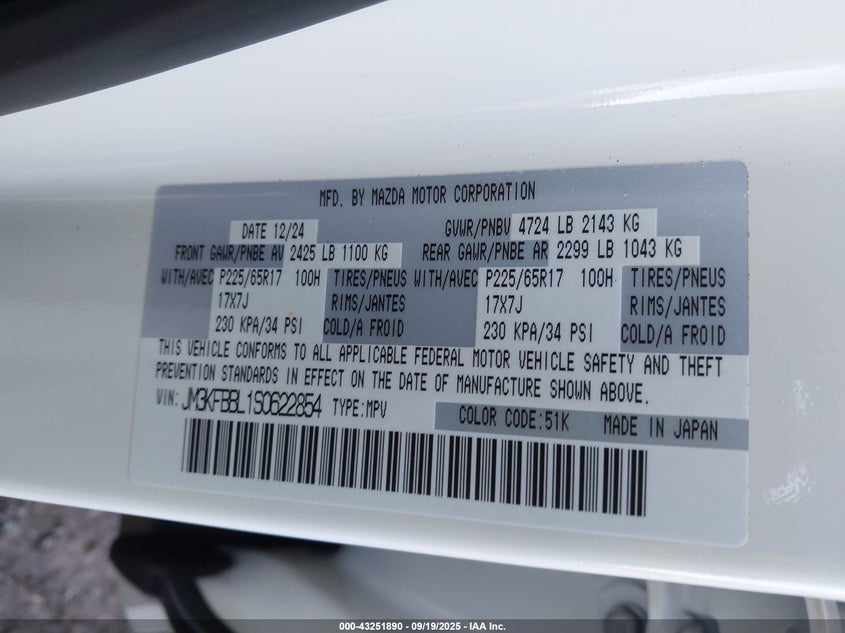 MFD. BY MAZDA MOTOR CORPORATION
DATE 12/24 GVWR/PNBV 4724 LB 2143 KG
FRONT GAWR/PNBE AV 2425 LB 1100 KG REAR GAWR/PNBE AR 2299 LB 1043 KG
WITH/AVEC P225/65R17 100H TIRES/PNEUS WITH/AVEC P225/65R17 100H TIRES/PNEUS
17X7J RIMS/JANTES 17X7J RIMS/JANTES
230 KPA/34 PSI COLD/A FROID 230 KPA/34 PSI COLD/A FROID
THIS VEHICLE CONFORMS TO ALL APPLICABLE FEDERAL MOTOR VEHICLE SAFETY AND THEFT
PREVENTION STANDARDS IN EFFECT ON THE DATE OF MANUFACTURE SHOWN ABOVE.
VIN: JM3KFBBL1S0622854 TYPE:MPV COLOR CODE:51K MADE IN JAPAN
000-43251890 - 09/19/2025 - IAA Inc.